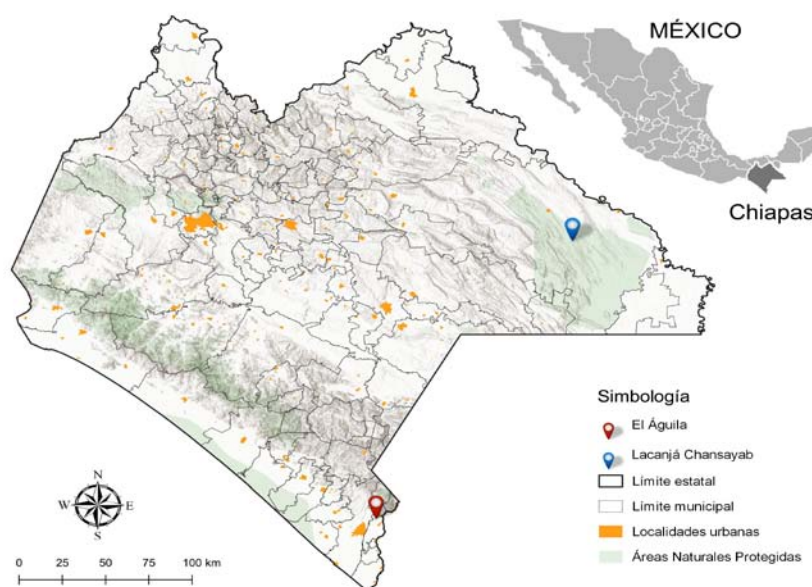 MÉXICO
Chiapas
Simbología
El Águila
Lacanjá Chansayab
Límite estatal
Límite municipal
Localidades urbanas
Áreas Naturales Protegidas
N
W E
S
0 25 50 75 100 km